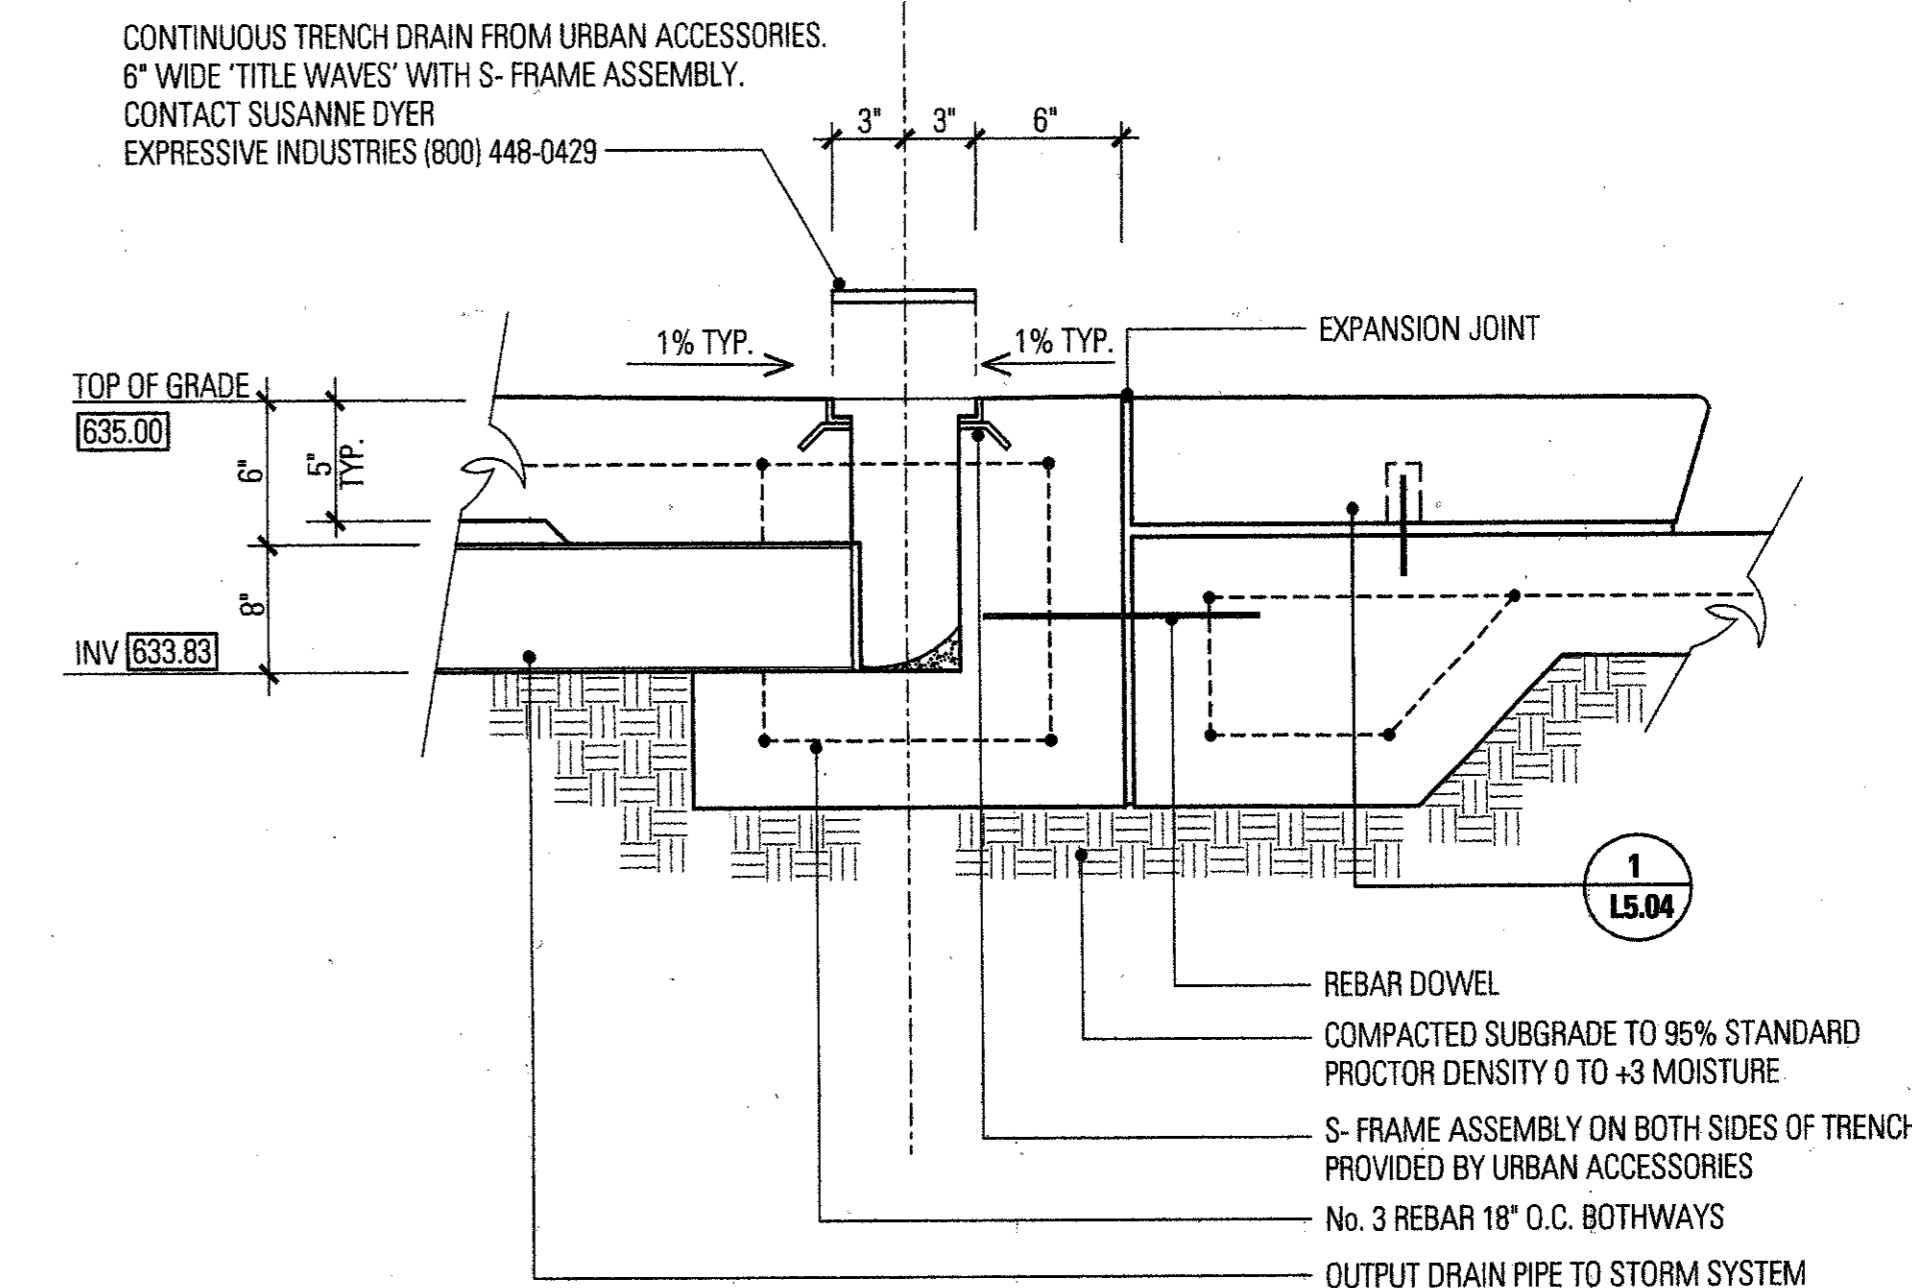 CONTINUOUS TRENCH DRAIN FROM URBAN ACCESSORIES.
6" WIDE 'TITLE WAVES' WITH S- FRAME ASSEMBLY.
CONTACT SUSANNE DYER
EXPRESSIVE INDUSTRIES (800) 448-0429
3" 3" 6"
1% TYP. 1% TYP.
EXPANSION JOINT
TOP OF GRADE
635.00
6"
5" TYP.
8"
INV 633.83
1
L5.04
REBAR DOWEL
COMPACTED SUBGRADE TO 95% STANDARD
PROCTOR DENSITY 0 TO +3 MOISTURE
S- FRAME ASSEMBLY ON BOTH SIDES OF TRENCH
PROVIDED BY URBAN ACCESSORIES
No. 3 REBAR 18" O.C. BOTHWAYS
OUTPUT DRAIN PIPE TO STORM SYSTEM